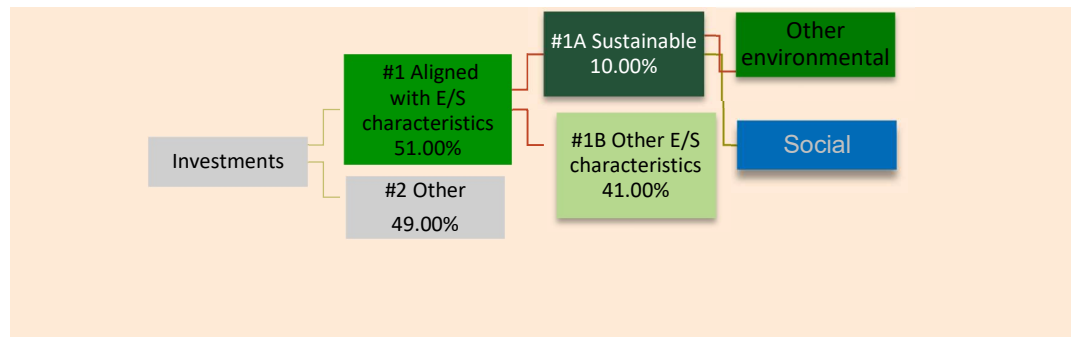 Investments
#1 Aligned
with E/S
characteristics
51.00%
#2 Other
49.00%
#1A Sustainable
10.00%
#1B Other E/S
characteristics
41.00%
Other
environmental
Social